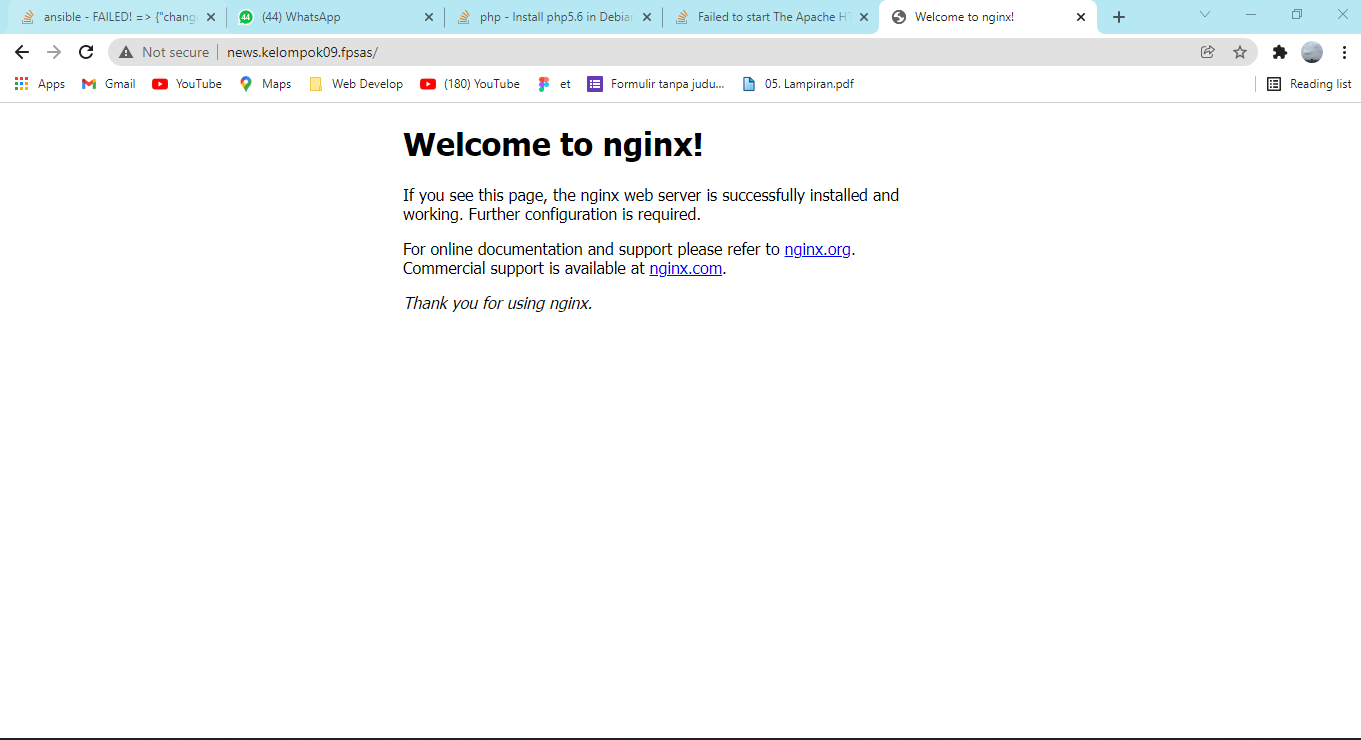 ansible - FAILED! => {"chang
(44) WhatsApp
php - Install php5.6 in Debian
Failed to start The Apache HT
Welcome to nginx!
Not secure
news.kelompok09.fpsas/
Apps
Gmail
YouTube
Maps
Web Develop
(180) YouTube
et
Formulir tanpa judu...
05. Lampiran.pdf
Reading list
Welcome to nginx!
If you see this page, the nginx web server is successfully installed and
working. Further configuration is required.
For online documentation and support please refer to nginx.org.
Commercial support is available at nginx.com.
Thank you for using nginx.